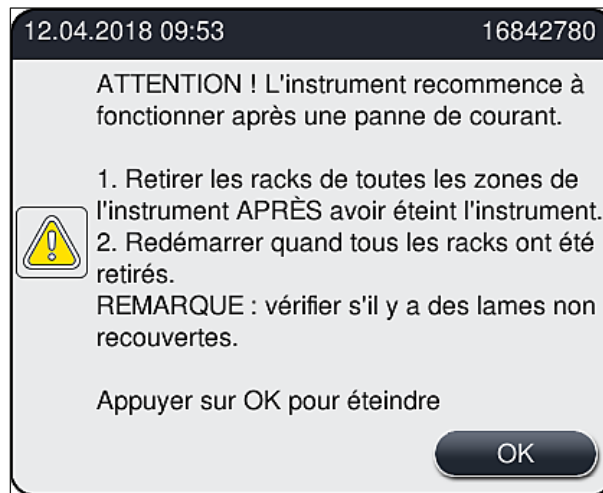 12.04.2018 09:53 16842780
ATTENTION ! L'instrument recommence à
fonctionner après une panne de courant.
1. Retirer les racks de toutes les zones de
l'instrument APRÈS avoir éteint l'instrument.
2. Redémarrer quand tous les racks ont été
retirés.
REMARQUE : vérifier s'il y a des lames non
recouvertes.
Appuyer sur OK pour éteindre
OK